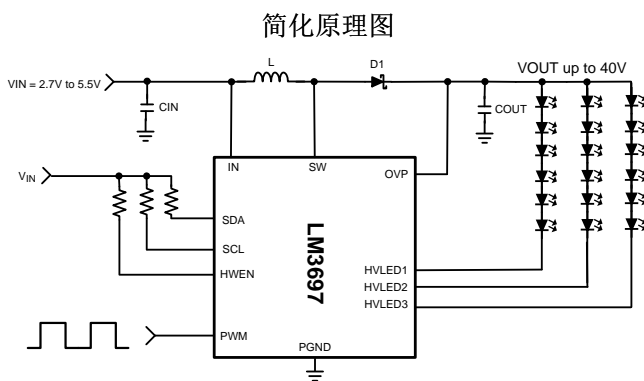 简化原理图
L
D1
VIN = 2.7V to 5.5V
VOUT up to 40V
CIN
COUT
IN
SW
OVP
VIN
SDA
SCL
HWEN
LM3697
HVLED1
HVLED2
HVLED3
PWM
PGND